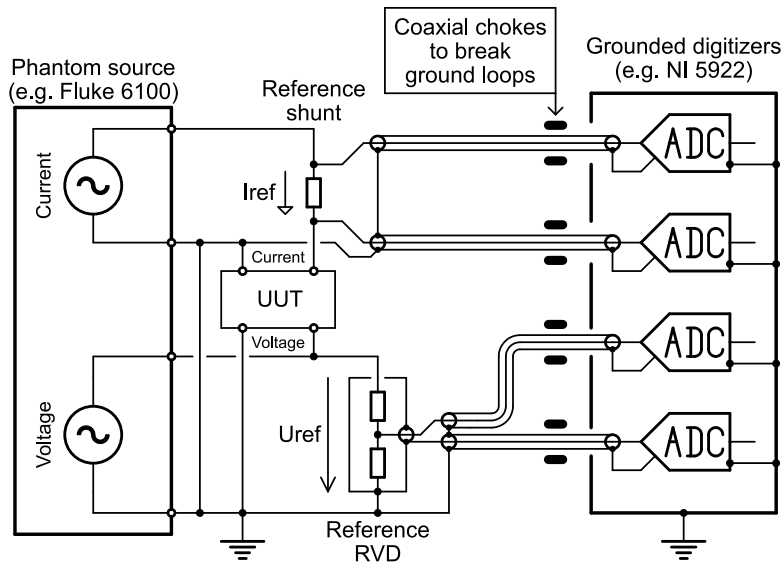 Coaxial chokes
to break
ground loops
Grounded digitizers
(e.g. NI 5922)
Phantom source
(e.g. Fluke 6100)
Reference
shunt
Current
Iref
ADC
ADC
Current
UUT
Voltage
ADC
Voltage
Uref
ADC
Reference
RVD